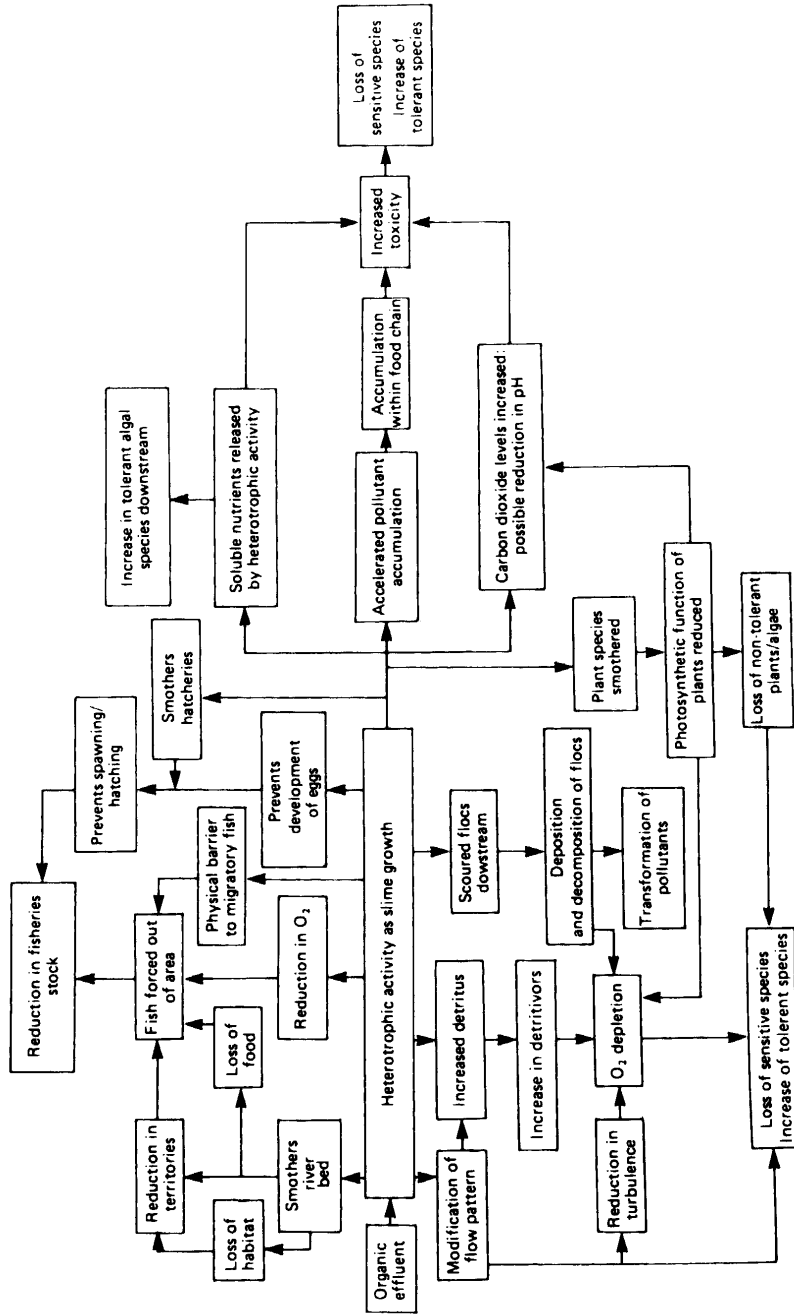 Reduction in fisheries
stock
Prevents spawning/
hatching
Increase in tolerant algal
species downstream
Reduction in
territories
Fish forced out
of area
Physical barrier
to migratory fish
Smothers
hatcheries
Soluble nutrients released
by heterotrophic activity
Loss of
habitat
Loss of
food
Smothers
river
bed
Reduction in O₂
Prevents
development
of eggs
Organic
effluent
Heterotrophic activity as slime growth
Accelerated pollutant
accumulation
Accumulation
within food chain
Increased
toxicity
Loss of
sensitive species
Increase of
tolerant species
Modification of
flow pattern
Increased detritus
Scoured flocs
dowstream
Plant species
smothered
Carbon dioxide levels increased:
possible reduction in pH
Increase in detritivors
Deposition
and decomposition of flocs
Reduction in
turbulence
O₂ depletion
Transformation of
pollutants
Photosynthetic function of
plants reduced
Loss of non-tolerant
plants/algae
Loss of sensitive species
Increase of tolerent species